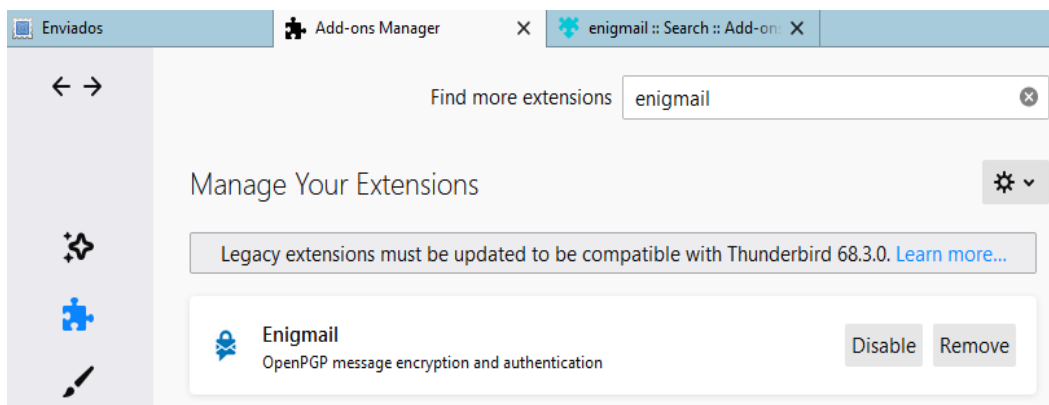 Enviados
Add-ons Manager
enigmail :: Search :: Add-on
Find more extensions
enigmail
Manage Your Extensions
Legacy extensions must be updated to be compatible with Thunderbird 68.3.0. Learn more...
Enigmail
Disable Remove
OpenPGP message encryption and authentication